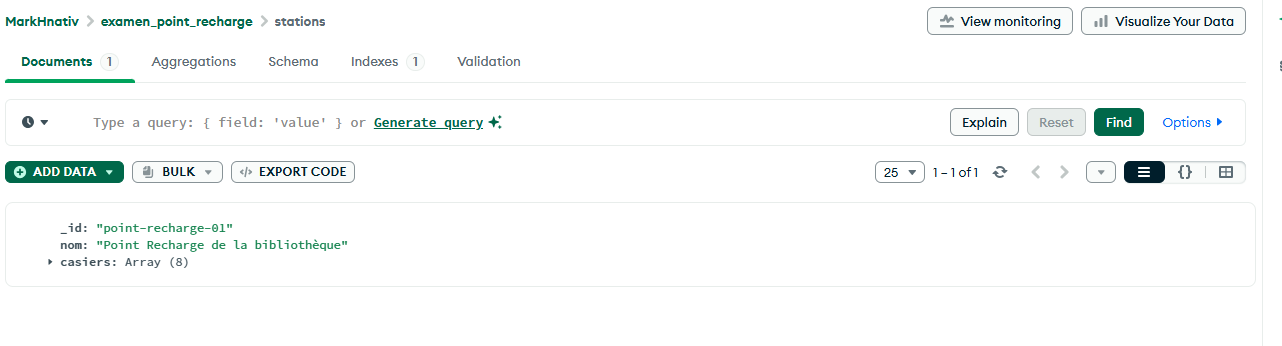 MarkHnativ > examen_point_recharge > stations
View monitoring
Visualize Your Data
Documents 1 Aggregations Schema Indexes 1 Validation
Type a query: { field: 'value' } or Generate query
Explain Reset Find Options
ADD DATA BULK </> EXPORT CODE
25 1 – 1 of 1 {}
_id: "point-recharge-01"
nom: "Point Recharge de la bibliothèque"
casiers: Array (8)